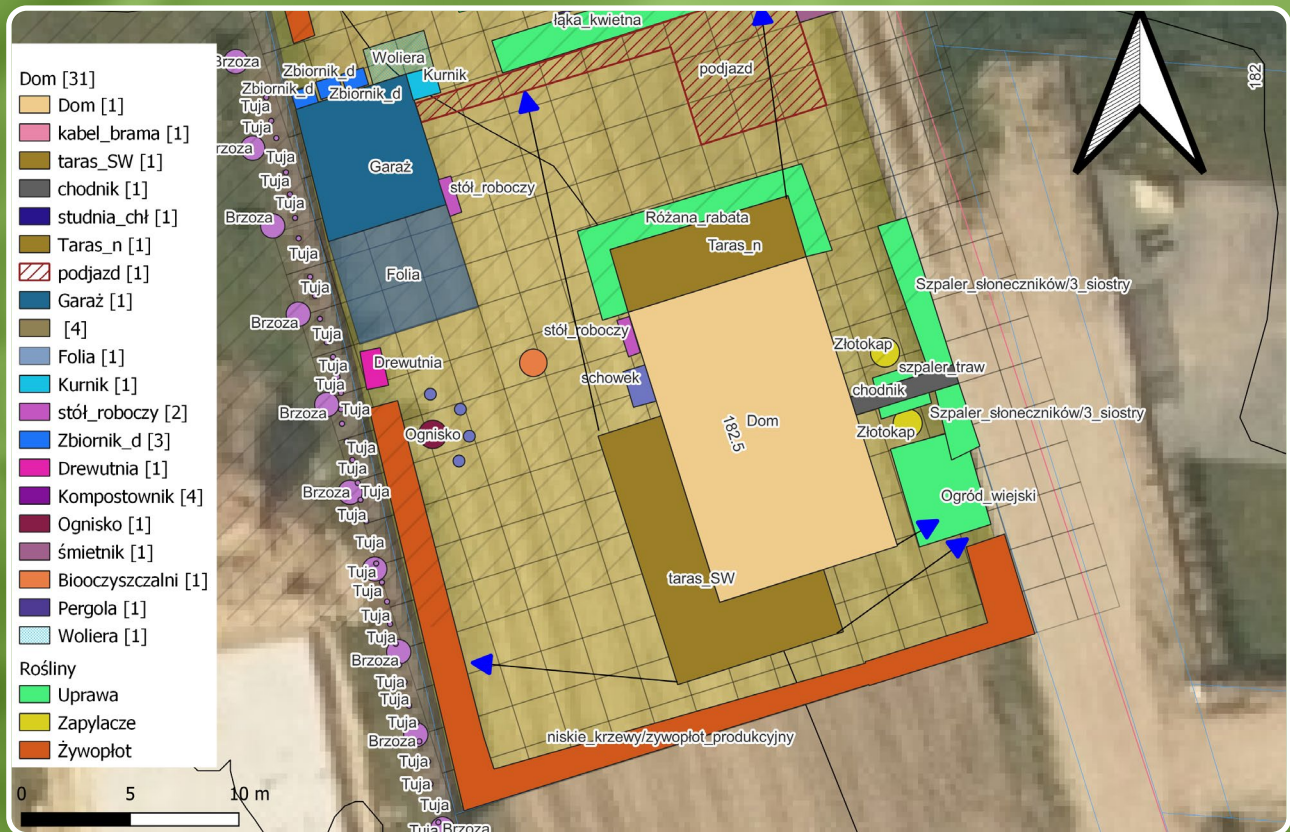 Dom [31]
Dom [1]
kabel_brama [1]
taras_SW [1]
chodnik [1]
studnia_chł [1]
Taras_n [1]
podjazd [1]
Garaż [1]
[4]
Folia [1]
Kurnik [1]
stół_roboczy [2]
Zbiornik_d [3]
Drewutnia [1]
Kompostownik [4]
Ognisko [1]
śmietnik [1]
Biooczyszczalni [1]
Pergola [1]
Woliera [1]
Rośliny
Uprawa
Zapylacze
Żywopłot
0 5 10 m
łąka_kwietna
Woliera
Brzoza
Zbiornik_d
Kurnik
podjazd
182
Zbiornik_d
Zbiornik_d
Tuja
Tuja
rzoza
Tuja
Garaż
Tuja
stół_roboczy
Tuja
Brzoza
Różana_rabata
Taras_n
Tuja
Folia
Szpaler_słoneczników/3_siostry
Tuja
Brzoza
stół_roboczy
Tuja
Złotokap
Tuja
Drewutnia
szpaler_traw
schowek
Tuja
chodnik
Brzoza
Tuja
Szpaler_słoneczników/3_siostry
Dom
182.5
Ognisko
Złotokap
Tuja
Tuja
Brzoza
Tuja
Ogród_wiejski
Tuja
Tuja
Tuja
taras_SW
Tuja
Tuja
Tuja
Brzoza
Tuja
Tuja
Tuja
niskie_krzewy/zywopłot_produkcyjny
Brzoza
Tuja
Tuja
Tuja
Tuja
Brzoza